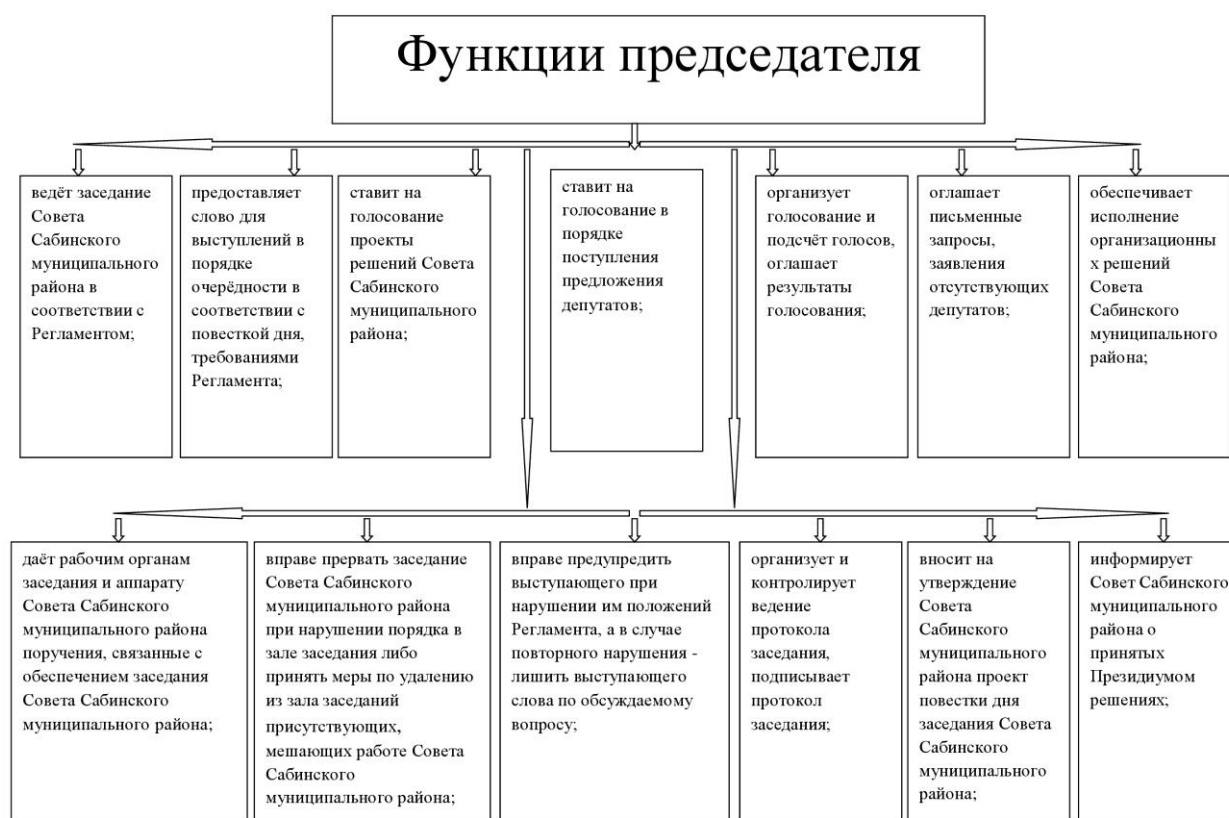 Функции председателя
ведёт заседание
Совета
Сабинского
муниципального
района в
соответствии с
Регламентом;
предоставляет
слово для
выступлений в
порядке
очерёдности в
соответствии с
повесткой дня,
требованиями
Регламента;
ставит на
голосование
проекты
решений Совета
Сабинского
муниципального
района;
ставит на
голосование в
порядке
поступления
предложения
депутатов;
организует
голосование и
подсчёт голосов,
оглашает
результаты
голосования;
оглашает
письменные
запросы,
заявления
отсутствующих
депутатов;
обеспечивает
исполнение
организационны
х решений
Совета
Сабинского
муниципального
района;
даёт рабочим органам
заседания и аппарату
Совета Сабинского
муниципального района
поручения, связанные с
обеспечением заседания
Совета Сабинского
муниципального района;
вправе прервать заседание
Совета Сабинского
муниципального района
при нарушении порядка в
зале заседания либо
принять меры по удалению
из зала заседаний
присутствующих,
мешающих работе Совета
Сабинского
муниципального района;
вправе предупредить
выступающего при
нарушении им положений
Регламента, а в случае
повторного нарушения -
лишить выступающего
слова по обсуждаемому
вопросу;
организует и
контролирует
ведение
протокола
заседания,
подписывает
протокол
заседания;
вносит на
утверждение
Совета
Сабинского
муниципального
района проект
повестки дня
заседания Совета
Сабинского
муниципального
района;
информирует
Совет Сабинского
муниципального
района о
принятых
Президиумом
решениях;